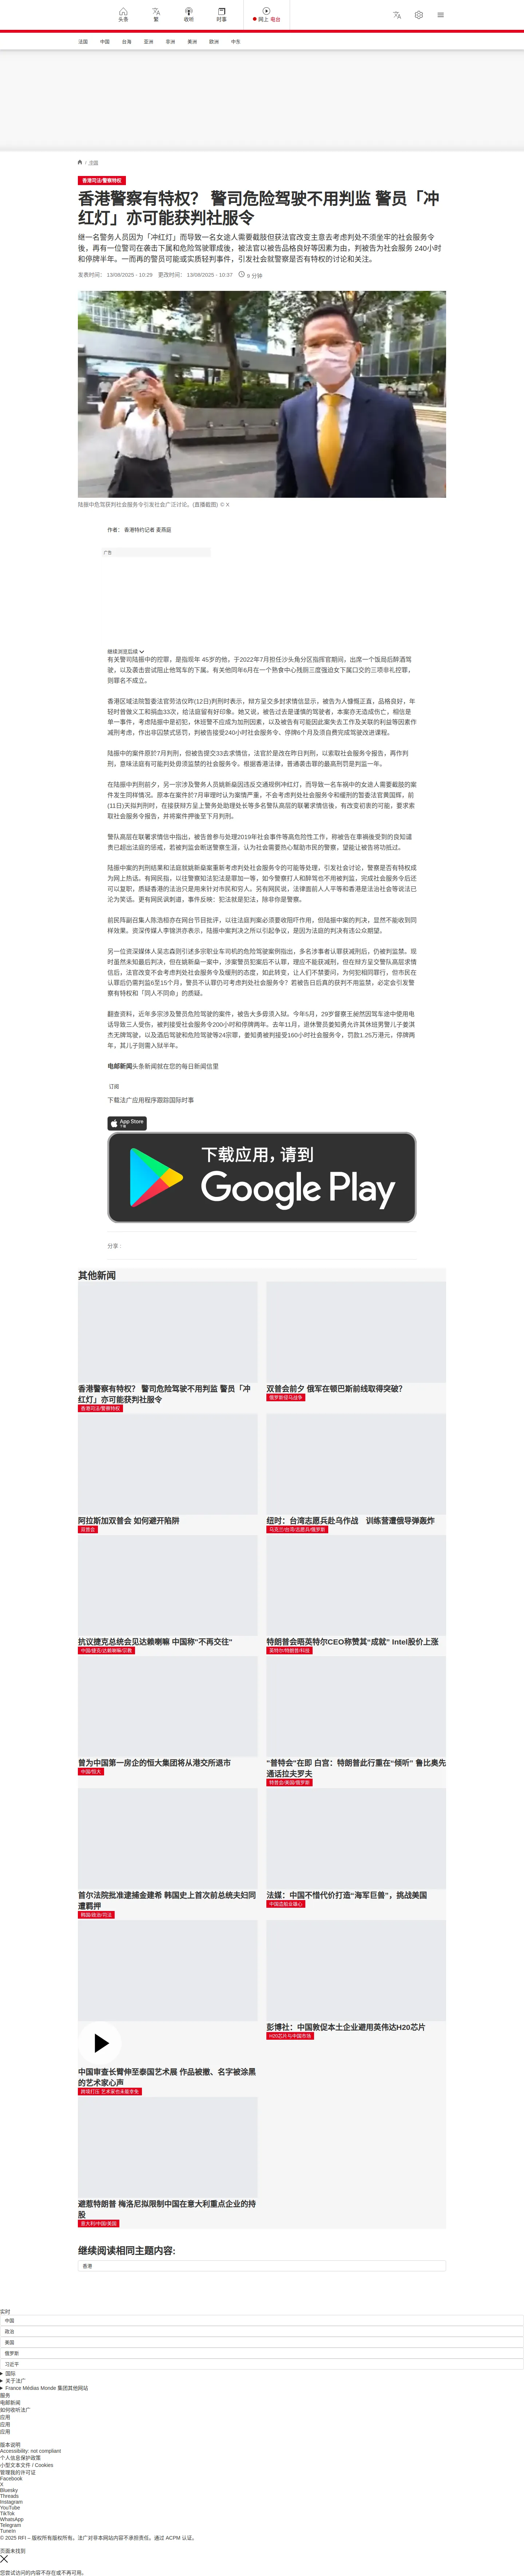 头条
繁
收听
时事
网上 电台
法国
中国
台海
亚洲
非洲
美洲
欧洲
中东
/ 中国
香港司法/警察特权
香港警察有特权？ 警司危险驾驶不用判监 警员「冲红灯」亦可能获判社服令
继一名警务人员因为「冲红灯」而导致一名女途人需要截肢但获法官改变主意去考虑判处不须坐牢的社会服务令後，再有一位警司在袭击下属和危险驾驶罪成後，被法官以被告品格良好等因素为由，判被告为社会服务 240小时和停牌半年。一而再的警员可能或实质轻判事件，引发社会就警察是否有特权的讨论和关注。
发表时间： 13/08/2025 - 10:29 更改时间： 13/08/2025 - 10:37 9 分钟
陆振中危驾获判社会服务令引发社会广泛讨论。(直播截图) © X
作者： 香港特约记者 麦燕庭
广告
继续浏览后续
有关警司陆振中的控罪，是指现年 45岁的他，于2022年7月担任沙头角分区指挥官期间，出席一个饭局后醉酒驾驶，以及袭击尝试阻止他驾车的下属。有关他同年6月在一个熟食中心残厕三度强迫女下属口交的三项非礼控罪，则罪名不成立。
香港区域法院暂委法官劳洁仪昨(12日)判刑时表示，辩方呈交多封求情信显示，被告为人慷慨正直，品格良好，年轻时曾做义工和捐血33次，给法庭留有好印象。她又说，被告过去是谨慎的驾驶者，本案亦无造成伤亡，相信是单一事件，考虑陆振中是初犯，休班警不应成为加刑因素，以及被告有可能因此案失去工作及关联的利益等因素作减刑考虑，作出非囚禁式惩罚，判被告接受240小时社会服务令、停牌6个月及须自费完成驾驶改进课程。
陆振中的案件原於7月判刑，但被告提交33去求情信，法官於是改在昨日判刑，以索取社会服务令报告，再作判刑，意味法庭有可能判处毋须监禁的社会服务令。根据香港法律，普通袭击罪的最高刑罚是判监一年。
在陆振中判刑前夕，另一宗涉及警务人员姚新燊因违反交通规例冲红灯，而导致一名车祸中的女途人需要截肢的案件发生同样情况。原本在案件於7月审理时认为案情严重，不会考虑判处社会服务令和缓刑的暂委法官黄国辉，前(11日)天拟判刑时，在接获辩方呈上警务处助理处长等多名警队高层的联署求情信後，有改变初衷的可能，要求索取社会服务令报告，并将案件押後至下月判刑。
警队高层在联署求情信中指出，被告曾参与处理2019年社会事件等高危险性工作，称被告在车祸後受到的良知谴责已超出法庭的惩戒，若被判监会断送警察生涯，认为社会需要热心帮助市民的警察，望能让被告将功抵过。
陆振中案的判刑结果和法庭就姚新燊案重新考虑判处社会服务令的可能等处理，引发社会讨论，警察是否有特权成为网上热话。有网民指，以往警察知法犯法是罪加一等，如今警察打人和醉驾也不用被判监，完成社会服务令后还可以复职，质疑香港的法治只是用来针对市民和穷人。另有网民说，法律面前人人平等和香港是法治社会等说法已沦为笑话。更有网民讽刺道，事件反映：犯法就是犯法，除非你是警察。
前民阵副召集人陈浩桓亦在网台节目批评，以往法庭判案必须要收阻吓作用，但陆振中案的判决，显然不能收到同样效果。资深传媒人李锦洪亦表示，陆振中案判决之所以引起争议，是因为法庭的判决有违公众期望。
另一位资深媒体人吴志森则引述多宗职业车司机的危险驾驶案例指出，多名涉事者认罪获减刑后，仍被判监禁。现时虽然未知最后判决，但在姚新燊一案中，涉案警员犯案后不认罪，理应不能获减刑，但在辩方呈交警队高层求情信后，法官改变不会考虑判处社会服务令及缓刑的态度，如此转变，让人们不禁要问，为何犯相同罪行，但市民在认罪后仍需判监6至15个月，警员不认罪仍可考虑判处社会服务令？若被告日后真的获判不用监禁，必定会引发警察有特权和「同人不同命」的质疑。
翻查资料，近年多宗涉及警员危险驾驶的案件，被告大多毋须入狱。今年5月，29岁督察王昶然因驾车途中使用电话导致三人受伤，被判接受社会服务令200小时和停牌两年。去年11月，退休警员姜知勇允许其休班男警儿子姜淇杰无牌驾驶，以及酒后驾驶和危险驾驶等24宗罪，姜知勇被判接受160小时社会服务令，罚款1.25万港元，停牌两年，其儿子则需入狱半年。
电邮新闻头条新闻就在您的每日新闻信里
订阅
下载法广应用程序跟踪国际时事
App Store
下载应用，请到
Google Play
分享 :
其他新闻
香港警察有特权？ 警司危险驾驶不用判监 警员「冲红灯」亦可能获判社服令
香港司法/警察特权
双普会前夕 俄军在顿巴斯前线取得突破?
俄罗斯侵乌战争
阿拉斯加双普会 如何避开陷阱
双普会
纽时：台湾志愿兵赴乌作战 训练营遭俄导弹轰炸
乌克兰/台湾/志愿兵/俄罗斯
抗议捷克总统会见达赖喇嘛 中国称"不再交往"
中国/捷克/达赖喇嘛/见鲁
特朗普会晤英特尔CEO称赞其"成就" Intel股价上涨
英特尔/特朗普/科技
曾为中国第一房企的恒大集团将从港交所退市
中国/恒大
"普特会"在即 白宫：特朗普此行重在“倾听” 鲁比奥先通话拉夫罗夫
特普会/美国/俄罗斯
首尔法院批准逮捕金建希 韩国史上首次前总统夫妇同遭羁押
韩国/政治/司法
法媒：中国不惜代价打造“海军巨兽”，挑战美国
中国恐船业雄心
中国审查长臂伸至泰国艺术展 作品被撤、名字被涂黑的艺术家心声
跨境打压 艺术家也未能幸免
彭博社：中国敦促本土企业避用英伟达H20芯片
H20芯片与中国市场
避惹特朗普 梅洛尼拟限制中国在意大利重点企业的持股
意大利/中国/美国
继续阅读相同主题内容:
香港
实时
中国
政治
美国
俄罗斯
习近平
国际
关于法广
France Médias Monde 集团其他网站
服务
电邮新闻
如何收听法广
应用
应用
应用
版本说明
Accessibility: not compliant
个人信息保护政策
小型文本文件 / Cookies
管理我的许可证
Facebook
X
Bluesky
Threads
Instagram
YouTube
TikTok
WhatsApp
Telegram
TuneIn
© 2025 RFI – 版权所有版权所有，法广对非本网站内容不承担责任。通过 ACPM 认证。
页面未找到
您尝试访问的内容不存在或不再可用。